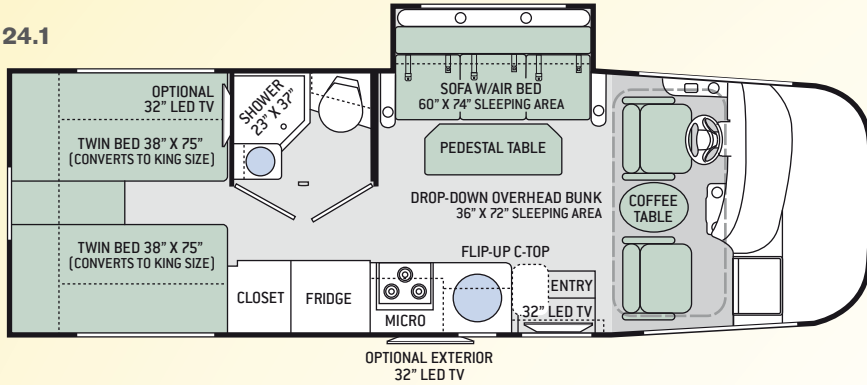 24.1
OPTIONAL
32" LED TV
SHOWER
23" X 37"
SOFA W/AIR BED
60" X 74" SLEEPING AREA
TWIN BED 38" X 75"
(CONVERTS TO KING SIZE)
PEDESTAL TABLE
DROP-DOWN OVERHEAD BUNK
36" X 72" SLEEPING AREA
COFFEE
TABLE
TWIN BED 38" X 75"
(CONVERTS TO KING SIZE)
FLIP-UP C-TOP
CLOSET
FRIDGE
MICRO
ENTRY
32" LED TV
OPTIONAL EXTERIOR
32" LED TV